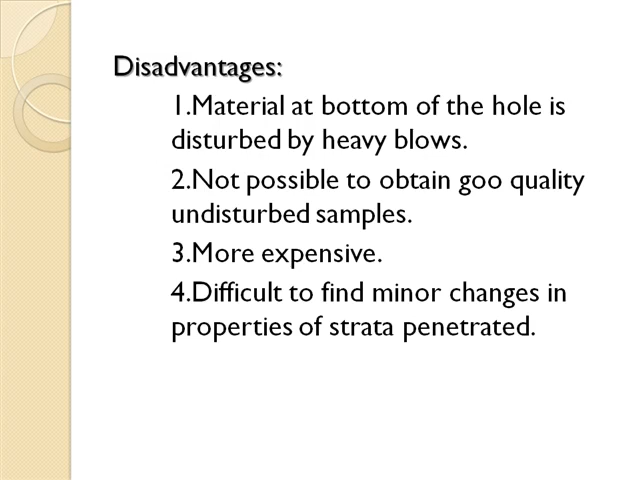 Disadvantages:
1.Material at bottom of the hole is
disturbed by heavy blows.
2.Not possible to obtain goo quality
undisturbed samples.
3.More expensive.
4.Difficult to find minor changes in
properties of strata penetrated.